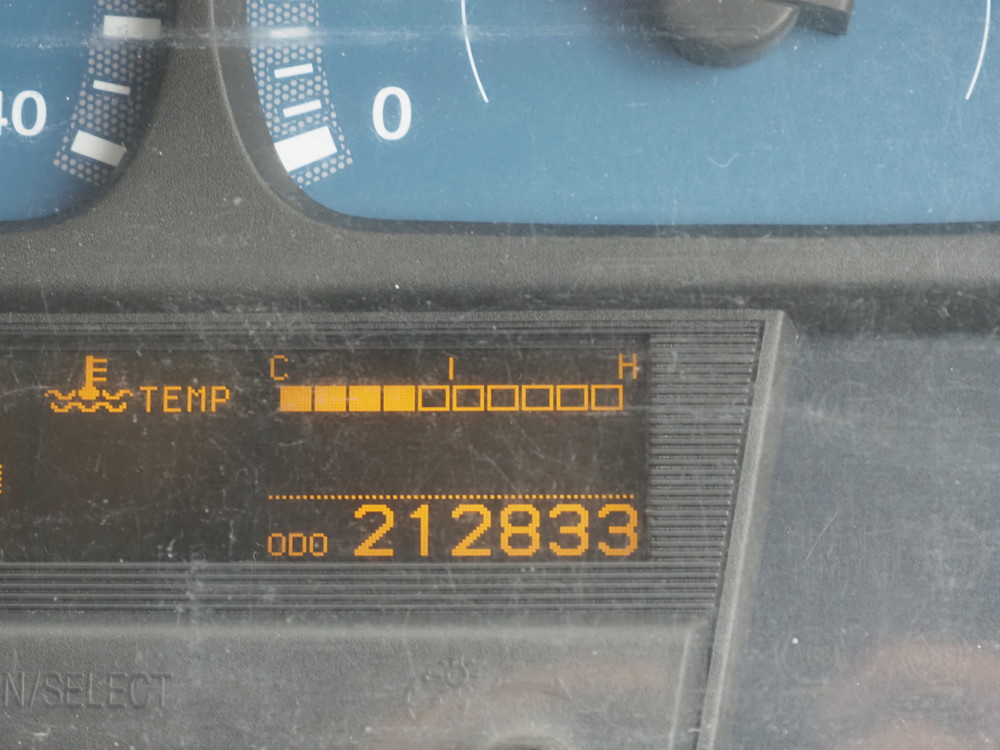 40
0
C H
TEMP
ODO 212833
N/SELECT